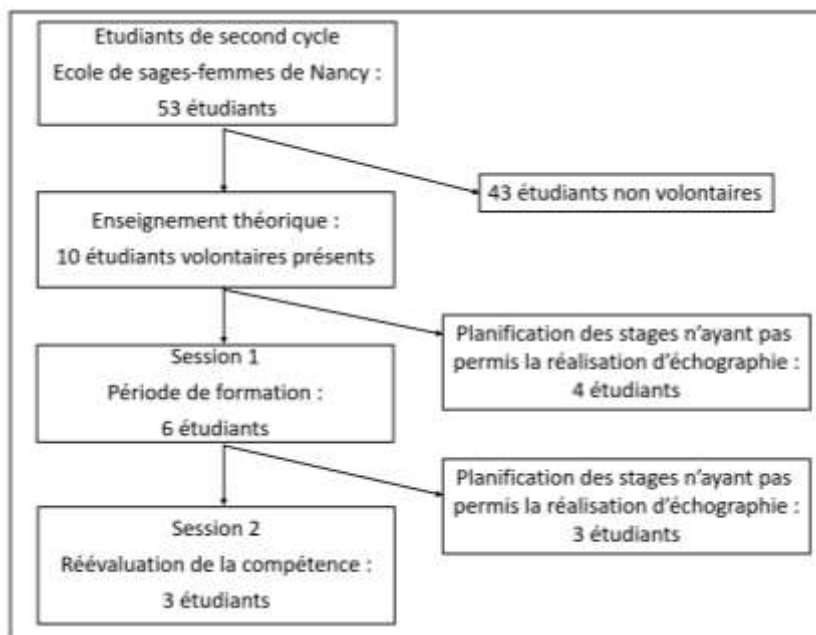 Etudiants de second cycle
Ecole de sages-femmes de Nancy :
53 étudiants
43 étudiants non volontaires
Enseignement théorique :
10 étudiants volontaires présents
Planification des stages n'ayant pas
permis la réalisation d'échographie :
4 étudiants
Session 1
Période de formation :
6 étudiants
Planification des stages n'ayant pas
permis la réalisation d'échographie :
3 étudiants
Session 2
Réévaluation de la compétence :
3 étudiants